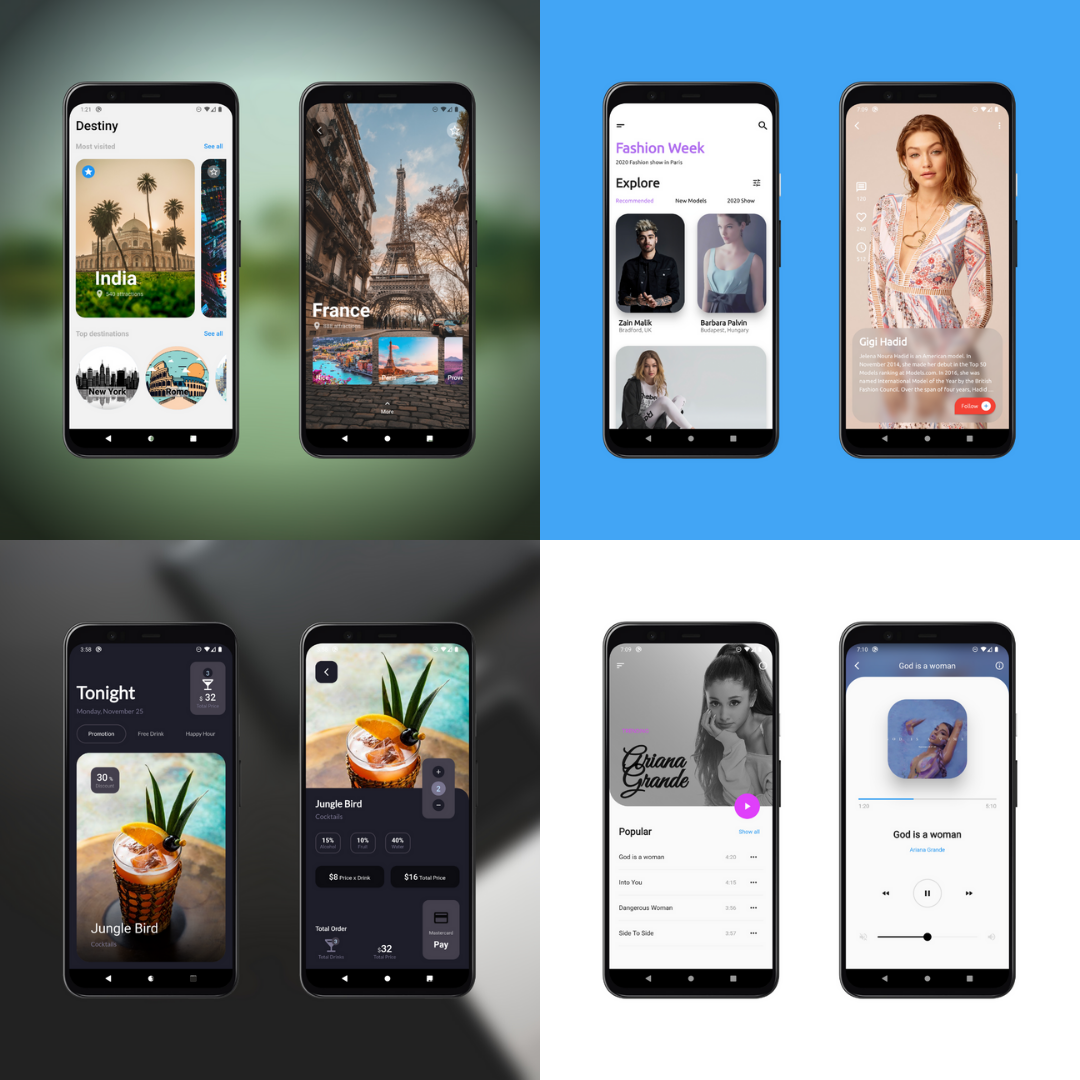 1:21
Destiny
Most visited
See all
India
Top destinations
See all
New York
Rome
France
Nice
Paris
Prove
More
Fashion Week
2020 Fashion show in Paris
Explore
Recommended
New Models
2020 Show
Zain Malik
Bradford, UK
Barbara Palvin
Budapest, Hungary
Gigi Hadid
Jelena Noura Hadid is an American model. In
November 2014, she made her debut in the Top 50
Models ranking at Models.com. In 2016, she was
named International Model of the Year by the British
Fashion Council. Over the span of four years, Hadid...
Follow
3:58
Tonight
Monday, November 25
3
$ 32
Total Price
Promotion
Free Drink
Happy Hour
30 %
Discount
Jungle Bird
Cocktails
2
Jungle Bird
Cocktails
15%
Alcohol
10%
Fruit
40%
Water
$8 Price x Drink
$16 Total Price
Total Order
Total Drinks
$32
Total Price
Mastercard
Pay
7:09
Ariana
Grande
Popular
Show all
God is a woman
4:20
Into You
4:15
Dangerous Woman
3:56
Side To Side
3:57
7:10
God is a woman
1:20
5:10
God is a woman
Ariana Grande